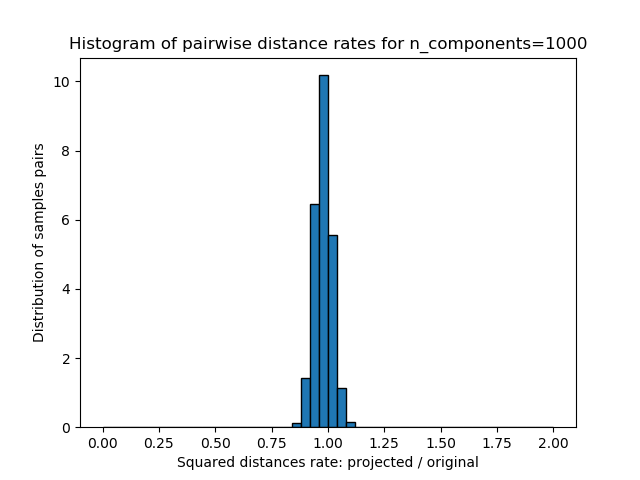 Histogram of pairwise distance rates for n_components=1000
Distribution of samples pairs
10
8
6
4
2
0
0.00 0.25 0.50 0.75 1.00 1.25 1.50 1.75 2.00
Squared distances rate: projected / original